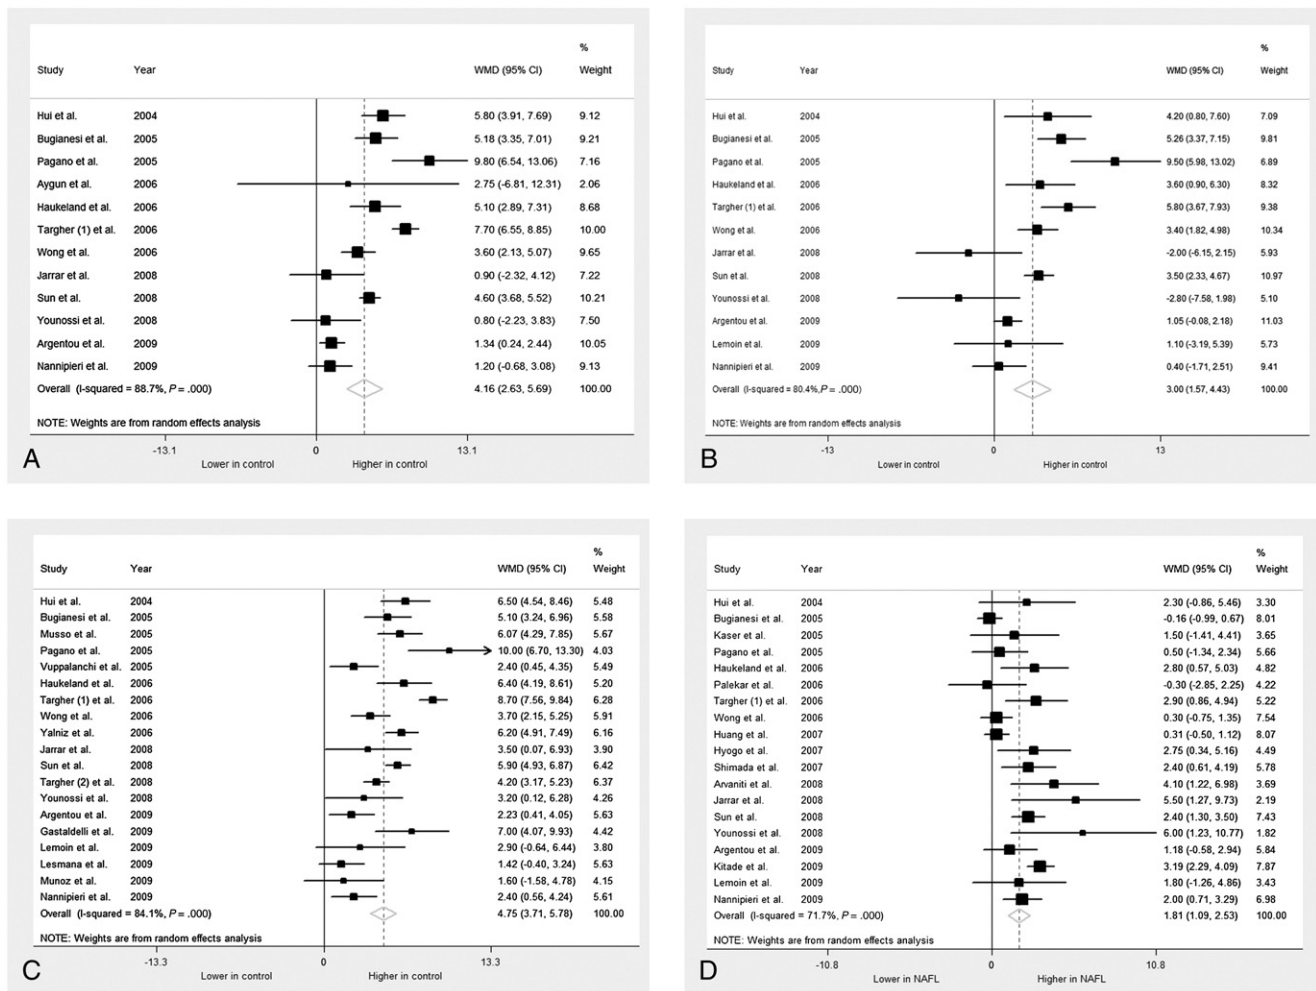 %
Study Year WMD (95% CI) Weight
Hui et al. 2004 5.80 (3.91, 7.69) 9.12
Bugianesi et al. 2005 5.18 (3.35, 7.01) 9.21
Pagano et al. 2005 9.80 (6.54, 13.06) 7.16
Aygun et al. 2006 2.75 (-6.81, 12.31) 2.06
Haukeland et al. 2006 5.10 (2.89, 7.31) 8.68
Targher (1) et al. 2006 7.70 (6.55, 8.85) 10.00
Wong et al. 2006 3.60 (2.13, 5.07) 9.65
Jarrar et al. 2008 0.90 (-2.32, 4.12) 7.22
Sun et al. 2008 4.60 (3.68, 5.52) 10.21
Younossi et al. 2008 0.80 (-2.23, 3.83) 7.50
Argentou et al. 2009 1.34 (0.24, 2.44) 10.05
Nannipieri et al. 2009 1.20 (-0.68, 3.08) 9.13
Overall (I-squared = 88.7%, P = .000) 4.16 (2.63, 5.69) 100.00
NOTE: Weights are from random effects analysis
-13.1 0 13.1
Lower in control Higher in control
A
%
Study Year WMD (95% CI) Weight
Hui et al. 2004 4.20 (0.80, 7.60) 7.09
Bugianesi et al. 2005 5.26 (3.37, 7.15) 9.81
Pagano et al. 2005 9.50 (5.98, 13.02) 6.89
Haukeland et al. 2006 3.60 (0.90, 6.30) 8.32
Targher (1) et al. 2006 5.80 (3.67, 7.93) 9.38
Wong et al. 2006 3.40 (1.82, 4.98) 10.34
Jarrar et al. 2008 -2.00 (-6.15, 2.15) 5.93
Sun et al. 2008 3.50 (2.33, 4.67) 10.97
Younossi et al. 2008 -2.80 (-7.58, 1.98) 5.10
Argentou et al. 2009 1.05 (-0.08, 2.18) 11.03
Lemoin et al. 2009 1.10 (-3.19, 5.39) 5.73
Nannipieri et al. 2009 0.40 (-1.71, 2.51) 9.41
Overall (I-squared = 80.4%,P = .000) 3.00 (1.57, 4.43) 100.00
NOTE: Weights are from random effects analysis
-13 0 13
Lower in control Higher in control
B
%
Study Year WMD (95% CI) Weight
Hui et al. 2004 6.50 (4.54, 8.46) 5.48
Bugianesi et al. 2005 5.10 (3.24, 6.96) 5.58
Musso et al. 2005 6.07 (4.29, 7.85) 5.67
Pagano et al. 2005 10.00 (6.70, 13.30) 4.03
Vuppalanchi et al. 2005 2.40 (0.45, 4.35) 5.49
Haukeland et al. 2006 6.40 (4.19, 8.61) 5.20
Targher (1) et al. 2006 8.70 (7.56, 9.84) 6.28
Wong et al. 2006 3.70 (2.15, 5.25) 5.91
Yalniz et al. 2006 6.20 (4.91, 7.49) 6.16
Jarrar et al. 2008 3.50 (0.07, 6.93) 3.90
Sun et al. 2008 5.90 (4.93, 6.87) 6.42
Targher (2) et al. 2008 4.20 (3.17, 5.23) 6.37
Younossi et al. 2008 3.20 (0.12, 6.28) 4.26
Argentou et al. 2009 2.23 (0.41, 4.05) 5.63
Gastaldelli et al. 2009 7.00 (4.07, 9.93) 4.42
Lemoin et al. 2009 2.90 (-0.64, 6.44) 3.80
Lesmana et al. 2009 1.42 (-0.40, 3.24) 5.63
Munoz et al. 2009 1.60 (-1.58, 4.78) 4.15
Nannipieri et al. 2009 2.40 (0.56, 4.24) 5.61
Overall (I-squared = 84.1%, P = .000) 4.75 (3.71, 5.78) 100.00
NOTE: Weights are from random effects analysis
-13.3 0 13.3
Lower in control Higher in control
C
%
Study Year WMD (95% CI) Weight
Hui et al. 2004 2.30 (-0.86, 5.46) 3.30
Bugianesi et al. 2005 -0.16 (-0.99, 0.67) 8.01
Kaser et al. 2005 1.50 (-1.41, 4.41) 3.65
Pagano et al. 2005 0.50 (-1.34, 2.34) 5.66
Haukeland et al. 2006 2.80 (0.57, 5.03) 4.82
Palekar et al. 2006 -0.30 (-2.85, 2.25) 4.22
Targher (1) et al. 2006 2.90 (0.86, 4.94) 5.22
Wong et al. 2006 0.30 (-0.75, 1.35) 7.54
Huang et al. 2007 0.31 (-0.50, 1.12) 8.07
Hyogo et al. 2007 2.75 (0.34, 5.16) 4.49
Shimada et al. 2007 2.40 (0.61, 4.19) 5.78
Arvaniti et al. 2008 4.10 (1.22, 6.98) 3.69
Jarrar et al. 2008 5.50 (1.27, 9.73) 2.19
Sun et al. 2008 2.40 (1.30, 3.50) 7.43
Younossi et al. 2008 6.00 (1.23, 10.77) 1.82
Argentou et al. 2009 1.18 (-0.58, 2.94) 5.84
Kitade et al. 2009 3.19 (2.29, 4.09) 7.87
Lemoin et al. 2009 1.80 (-1.26, 4.86) 3.43
Nannipieri et al. 2009 2.00 (0.71, 3.29) 6.98
Overall (I-squared = 71.7%, P = .000) 1.81 (1.09, 2.53) 100.00
NOTE: Weights are from random effects analysis
-10.8 0 10.8
Lower in NAFL Higher in NAFL
D